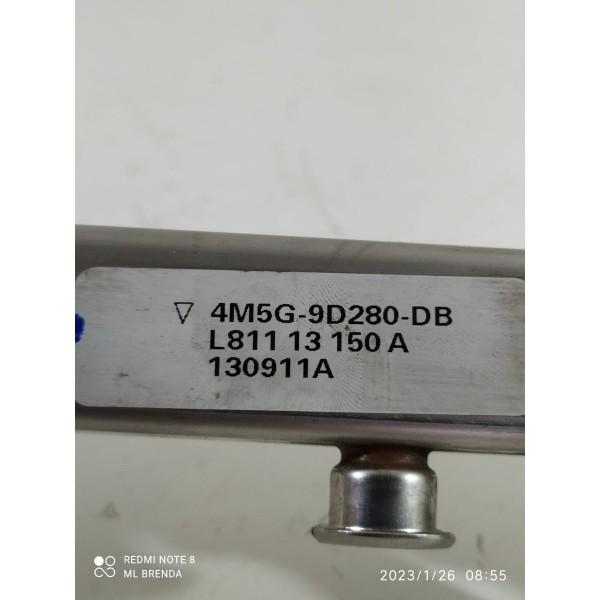 ▽ 4M5G-9D280-DB
L811 13 150 A
130911A
REDMI NOTE 8
ML BRENDA
2023/1/26 08:55